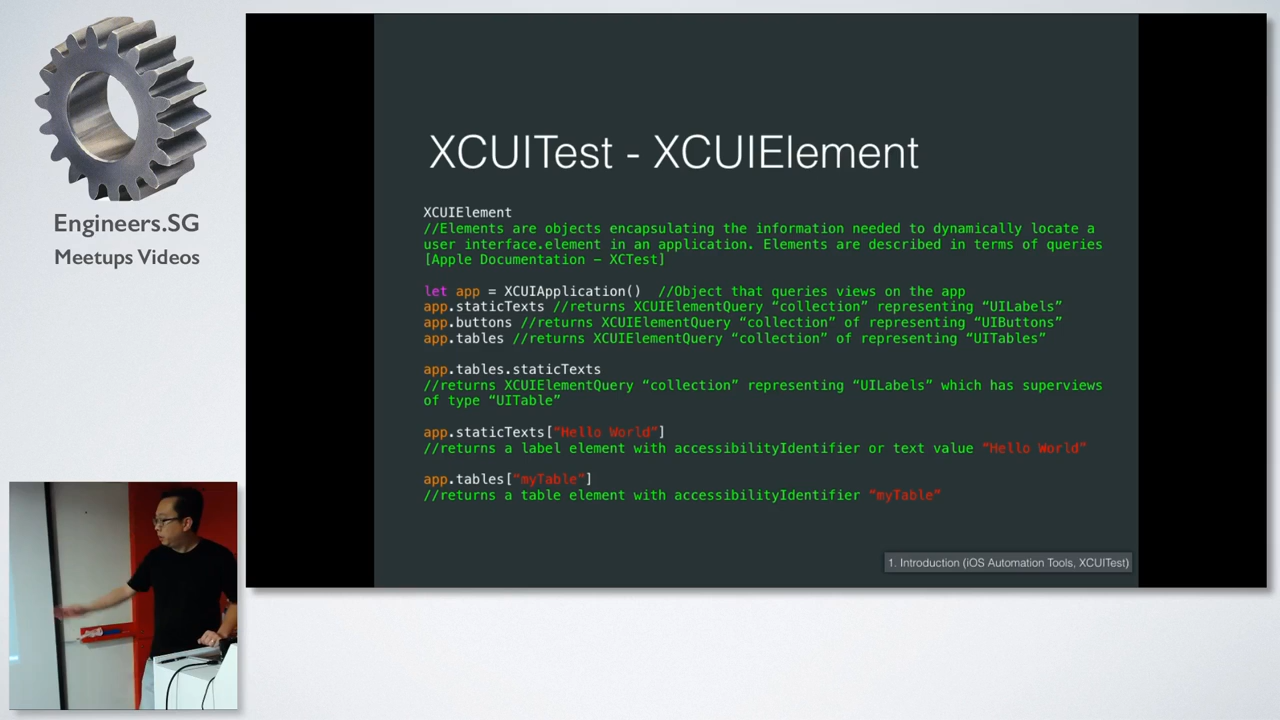 Engineers.SG
Meetups Videos
XCUITest - XCUIElement
XCUIElement
//Elements are objects encapsulating the information needed to dynamically locate a
user interface.element in an application. Elements are described in terms of queries
[Apple Documentation – XCTest]
let app = XCUIApplication()  //Object that queries views on the app
app.staticTexts //returns XCUIElementQuery “collection” representing “UILabels”
app.buttons //returns XCUIElementQuery “collection” of representing “UIButtons”
app.tables //returns XCUIElementQuery “collection” of representing “UITables”
app.tables.staticTexts
//returns XCUIElementQuery “collection” representing “UILabels” which has superviews
of type “UITable”
app.staticTexts[“Hello World”]
//returns a label element with accessibilityIdentifier or text value “Hello World”
app.tables[“myTable”]
//returns a table element with accessibilityIdentifier “myTable”
1. Introduction (iOS Automation Tools, XCUITest)